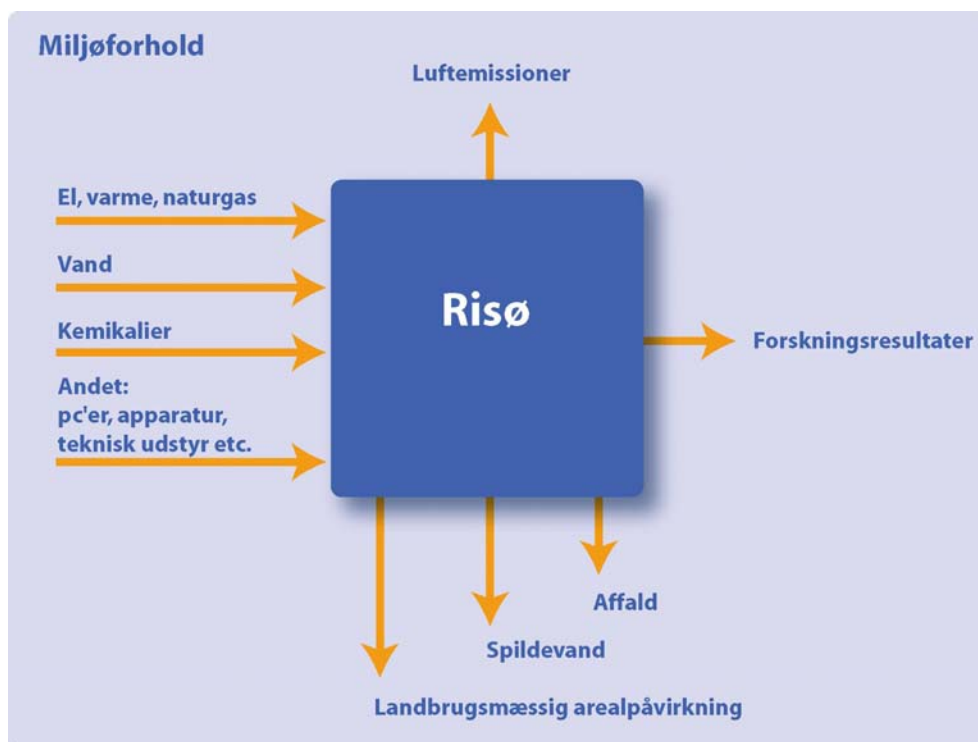 Miljøforhold
Luftemissioner
El, varme, naturgas
Vand
Kemikalier
Andet:
pc'er, apparatur,
teknisk udstyr etc.
Risø
Forskningsresultater
Affald
Spildevand
Landbrugsmæssig arealpåvirkning